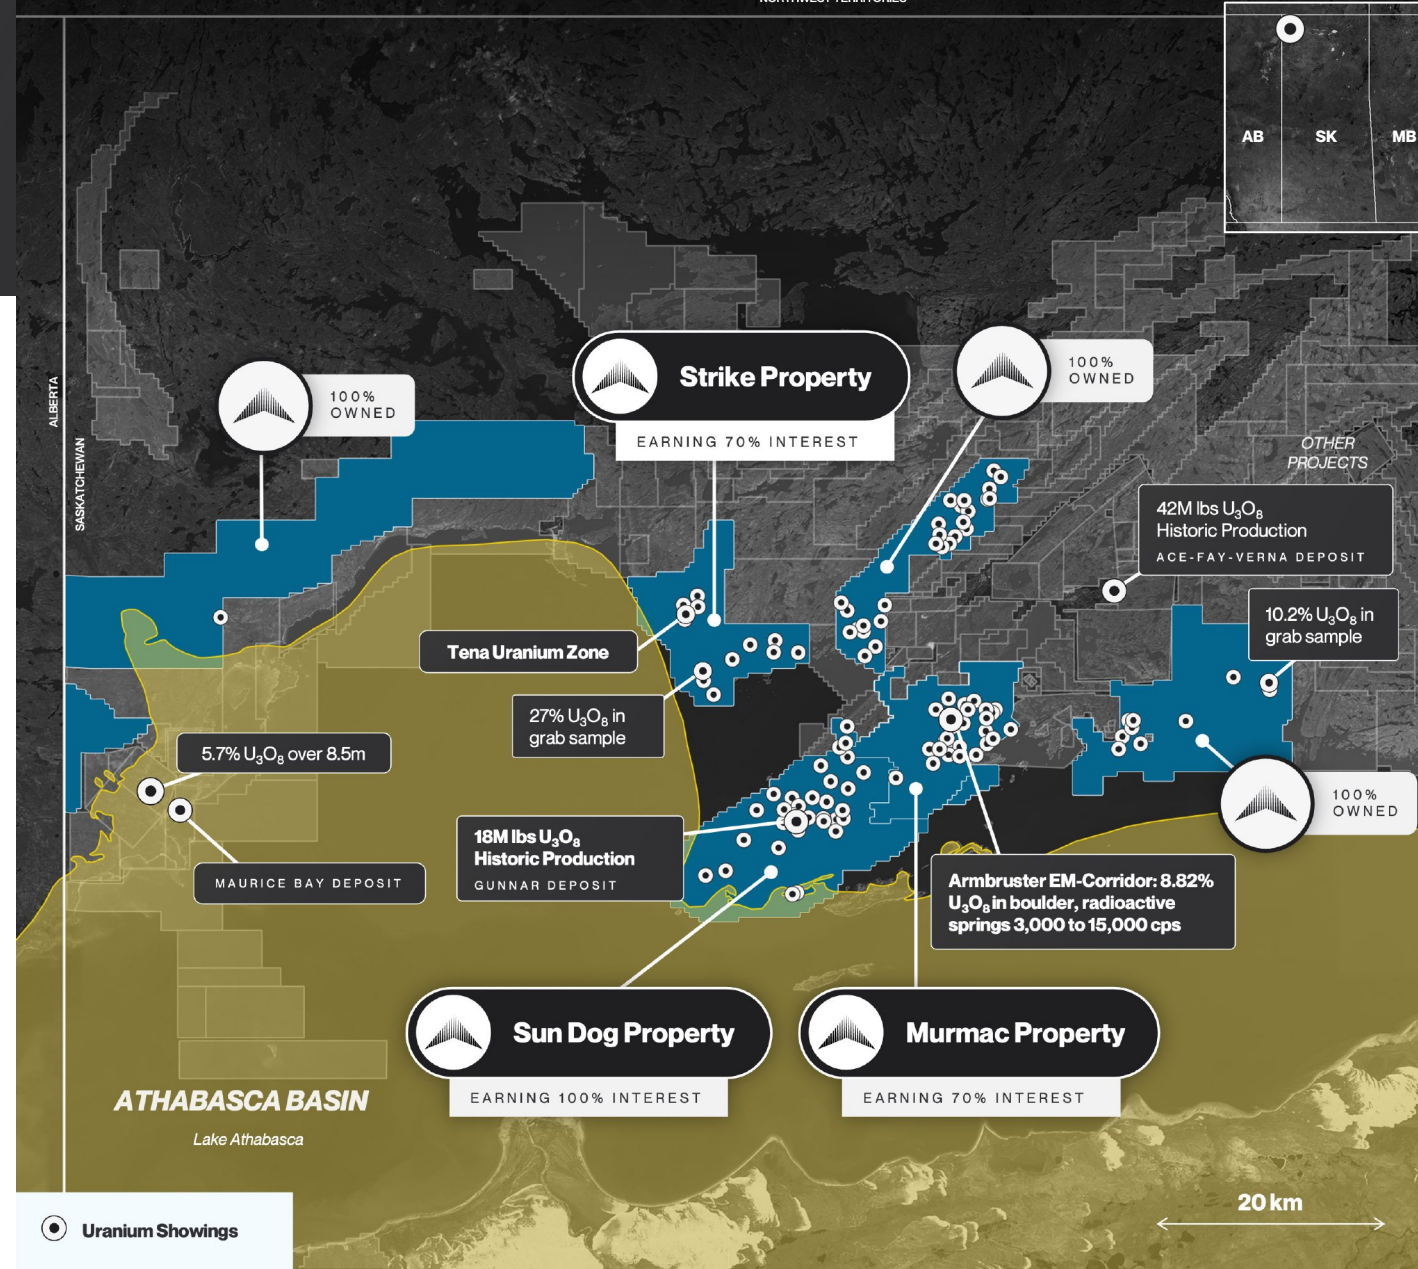 NORTHWEST TERRITORIES
AB
SK
MB
ALBERTA
SASKATCHEWAN
100%
OWNED
Strike Property
EARNING 70% INTEREST
100%
OWNED
OTHER
PROJECTS
42M lbs U₃O₈
Historic Production
ACE-FAY-VERNA DEPOSIT
10.2% U₃O₈ in
grab sample
Tena Uranium Zone
27% U₃O₈ in
grab sample
5.7% U₃O₈ over 8.5m
100%
OWNED
18M lbs U₃O₈
Historic Production
GUNNAR DEPOSIT
MAURICE BAY DEPOSIT
Armbruster EM-Corridor: 8.82%
U₃O₈ in boulder, radioactive
springs 3,000 to 15,000 cps
Sun Dog Property
EARNING 100% INTEREST
Murmac Property
EARNING 70% INTEREST
ATHABASCA BASIN
Lake Athabasca
20 km
Uranium Showings